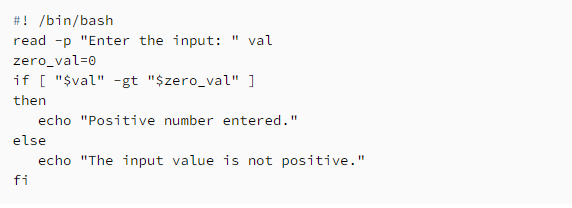 #! /bin/bash
read -p "Enter the input: " val
zero_val=0
if [ "$val" -gt "$zero_val" ]
then
   echo "Positive number entered."
else
   echo "The input value is not positive."
fi